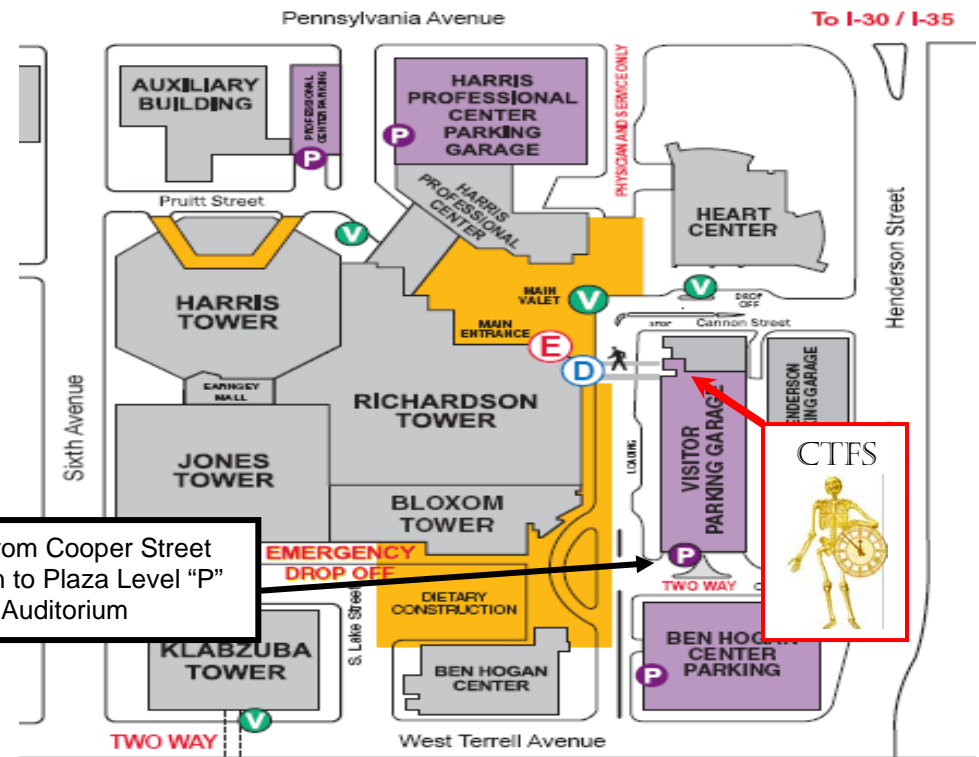 Pennsylvania Avenue
To I-30 / I-35
AUXILIARY
BUILDING
PROFESSIONAL
CENTER PARKING
P
HARRIS
PROFESSIONAL
CENTER
PARKING
GARAGE
P
PHYSICIAN AND SERVICE ONLY
Pruitt Street
V
HARRIS
PROFESSIONAL
CENTER
HEART
CENTER
Henderson Street
HARRIS
TOWER
MAIN
VALET
V
V
DROP
OFF
STOP
Cannon Street
MAIN
ENTRANCE
E
D
EARNGEY
MALL
RICHARDSON
TOWER
Sixth Avenue
JONES
TOWER
LOADING
VISITOR
PARKING GARAGE
CTFS
BLOXOM
TOWER
Cooper Street
to Plaza Level “P”
Auditorium
EMERGENCY
DROP OFF
P
TWO WAY
DIETARY
CONSTRUCTION
S. Lake Street
KLABZUBA
TOWER
BEN HOGAN
CENTER
P
BEN HOGAN
CENTER
PARKING
V
TWO WAY
West Terrell Avenue